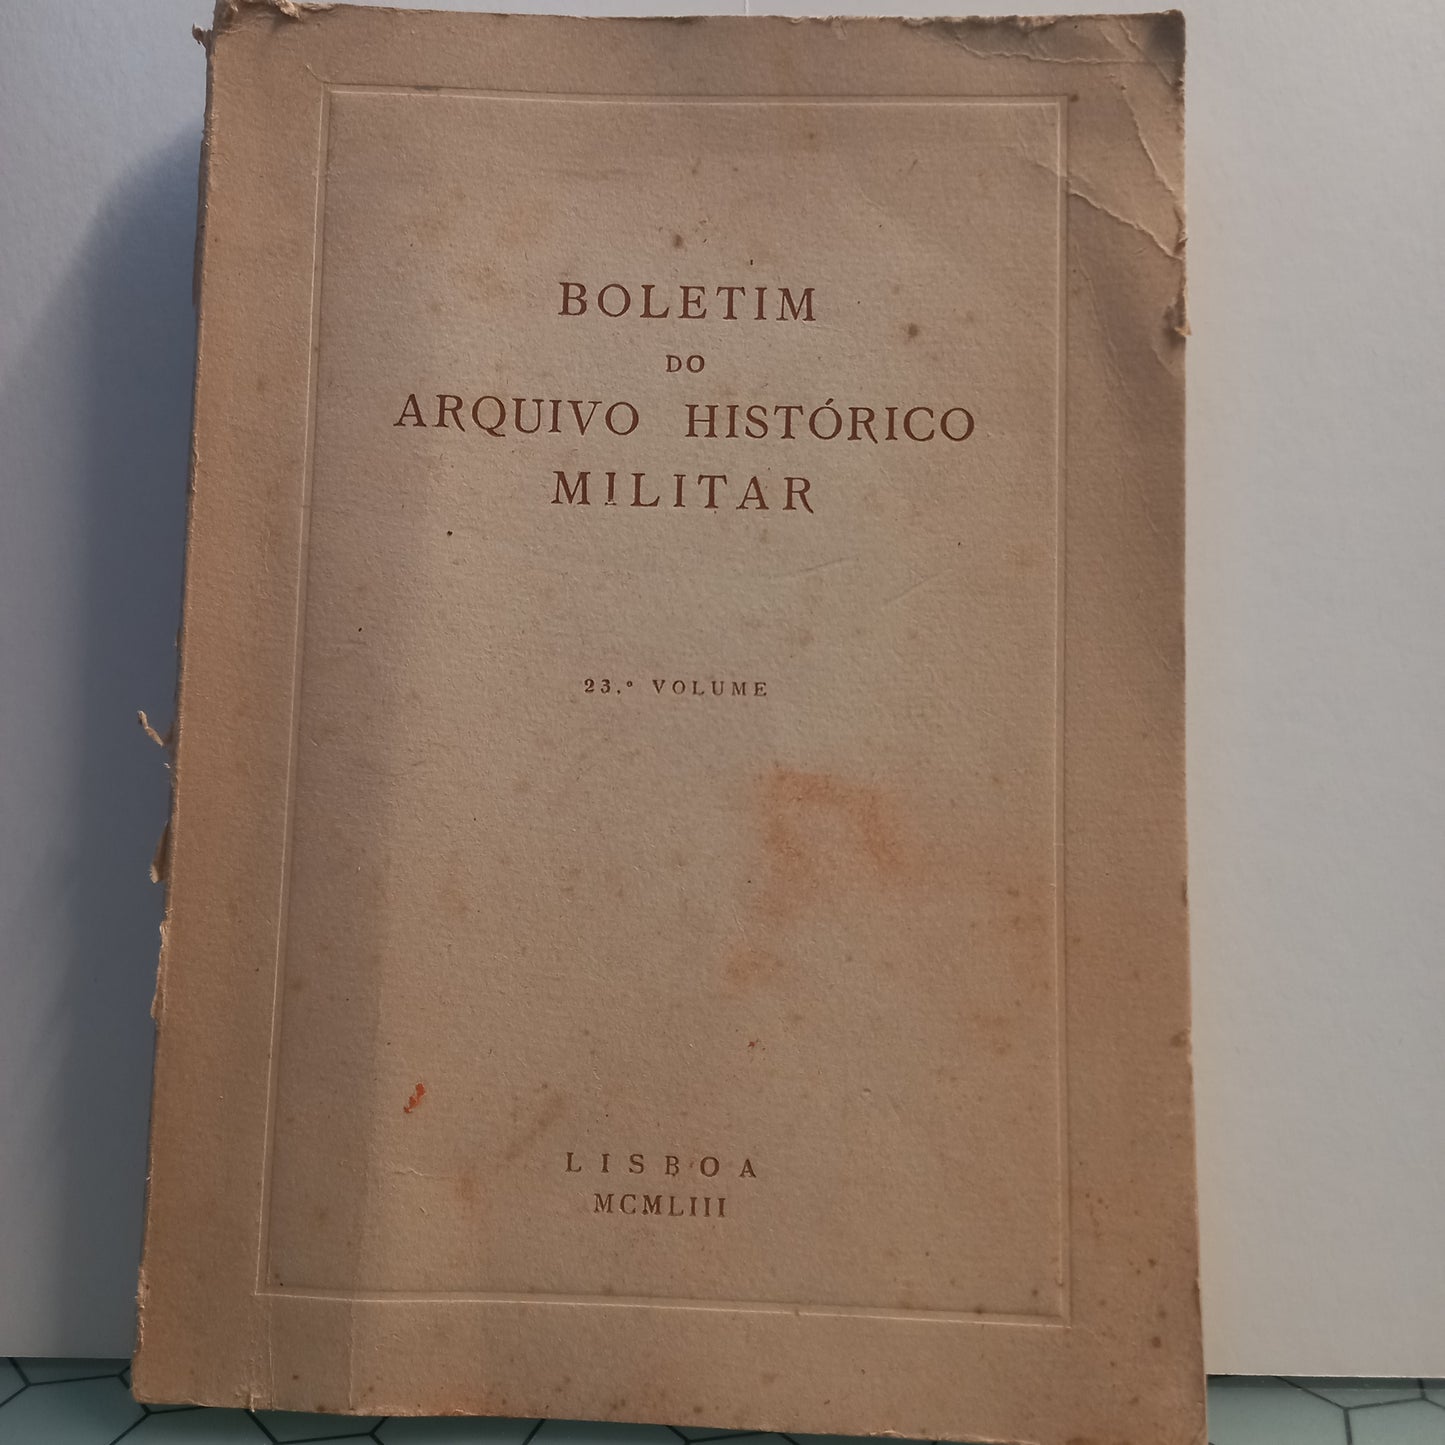 BOLETIM
DO
ARQUIVO HISTÓRICO
MILITAR
23.º VOLUME
LISBOA
MCMLIII